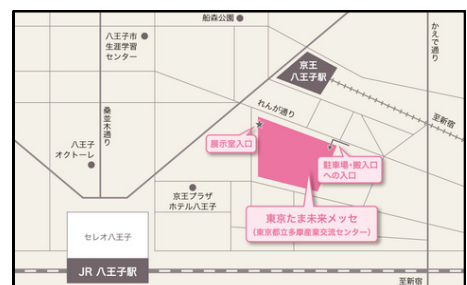 船森公園
八王子市
生涯学習
センター
かえで通り
京王
八王子駅
桑並木通り
れんが通り
至新宿
展示室入口
八王子
オクトーレ
駐車場・搬入口
への入口
京王プラザ
ホテル八王子
東京たま未来メッセ
(東京都立多摩産業交流センター)
セレオ八王子
JR 八王子駅
至新宿